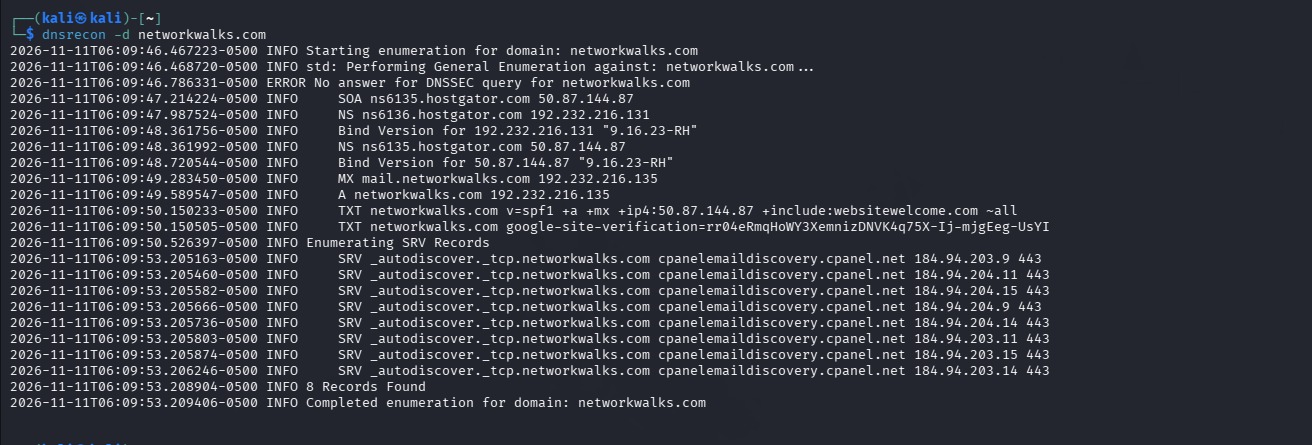 ┌──(kali㉿kali)-[~]
└─$ dnsrecon -d networkwalks.com
2026-11-11T06:09:46.467223-0500 INFO Starting enumeration for domain: networkwalks.com
2026-11-11T06:09:46.468720-0500 INFO std: Performing General Enumeration against: networkwalks.com...
2026-11-11T06:09:46.786331-0500 ERROR No answer for DNSSEC query for networkwalks.com
2026-11-11T06:09:47.214224-0500 INFO SOA ns6135.hostgator.com 50.87.144.87
2026-11-11T06:09:47.987524-0500 INFO NS ns6136.hostgator.com 192.232.216.131
2026-11-11T06:09:48.361756-0500 INFO Bind Version for 192.232.216.131 "9.16.23-RH"
2026-11-11T06:09:48.361992-0500 INFO NS ns6135.hostgator.com 50.87.144.87
2026-11-11T06:09:48.720544-0500 INFO Bind Version for 50.87.144.87 "9.16.23-RH"
2026-11-11T06:09:49.283450-0500 INFO MX mail.networkwalks.com 192.232.216.135
2026-11-11T06:09:49.589547-0500 INFO A networkwalks.com 192.232.216.135
2026-11-11T06:09:50.150233-0500 INFO TXT networkwalks.com v=spf1 +a +mx +ip4:50.87.144.87 +include:websitewelcome.com ~all
2026-11-11T06:09:50.150505-0500 INFO TXT networkwalks.com google-site-verification=rr04eRmqHoWY3XemnizDNVK4q75X-Ij-mjgEeg-UsYI
2026-11-11T06:09:50.526397-0500 INFO Enumerating SRV Records
2026-11-11T06:09:53.205163-0500 INFO SRV _autodiscover._tcp.networkwalks.com cpanelemaildiscovery.cpanel.net 184.94.203.9 443
2026-11-11T06:09:53.205460-0500 INFO SRV _autodiscover._tcp.networkwalks.com cpanelemaildiscovery.cpanel.net 184.94.204.11 443
2026-11-11T06:09:53.205582-0500 INFO SRV _autodiscover._tcp.networkwalks.com cpanelemaildiscovery.cpanel.net 184.94.204.15 443
2026-11-11T06:09:53.205666-0500 INFO SRV _autodiscover._tcp.networkwalks.com cpanelemaildiscovery.cpanel.net 184.94.204.9 443
2026-11-11T06:09:53.205736-0500 INFO SRV _autodiscover._tcp.networkwalks.com cpanelemaildiscovery.cpanel.net 184.94.204.14 443
2026-11-11T06:09:53.205803-0500 INFO SRV _autodiscover._tcp.networkwalks.com cpanelemaildiscovery.cpanel.net 184.94.203.11 443
2026-11-11T06:09:53.205874-0500 INFO SRV _autodiscover._tcp.networkwalks.com cpanelemaildiscovery.cpanel.net 184.94.203.15 443
2026-11-11T06:09:53.206246-0500 INFO SRV _autodiscover._tcp.networkwalks.com cpanelemaildiscovery.cpanel.net 184.94.203.14 443
2026-11-11T06:09:53.208904-0500 INFO 8 Records Found
2026-11-11T06:09:53.209406-0500 INFO Completed enumeration for domain: networkwalks.com